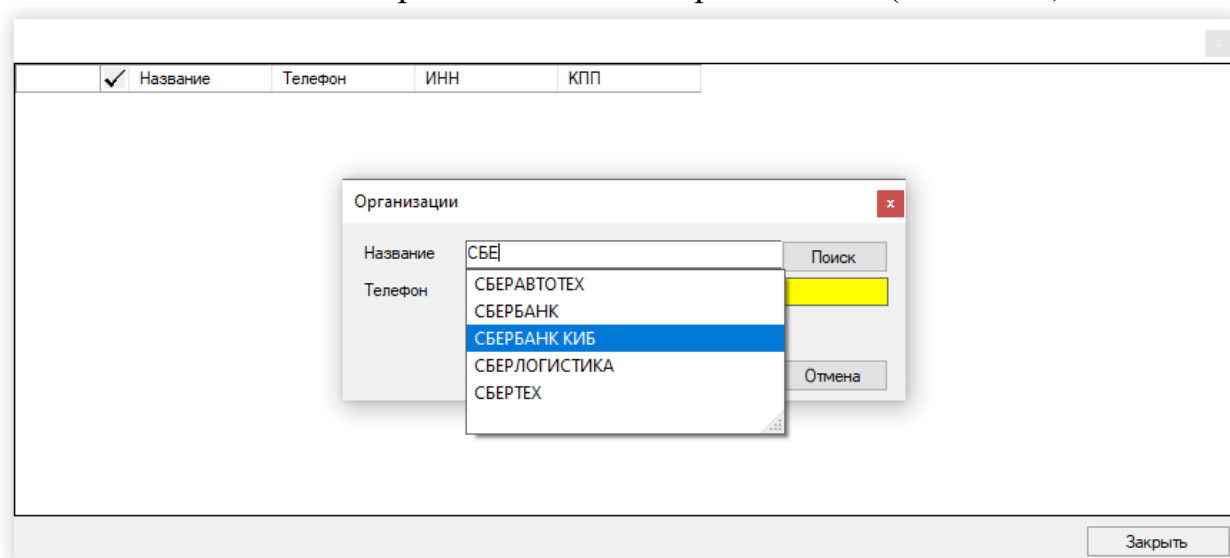 Название Телефон ИНН КПП
Организации x
Название СБЕ Поиск
Телефон
СБЕРАВТОТЕХ
СБЕРБАНК
СБЕРБАНК КИБ
СБЕРЛОГИСТИКА
СБЕРТЕХ
Отмена
Закрыть